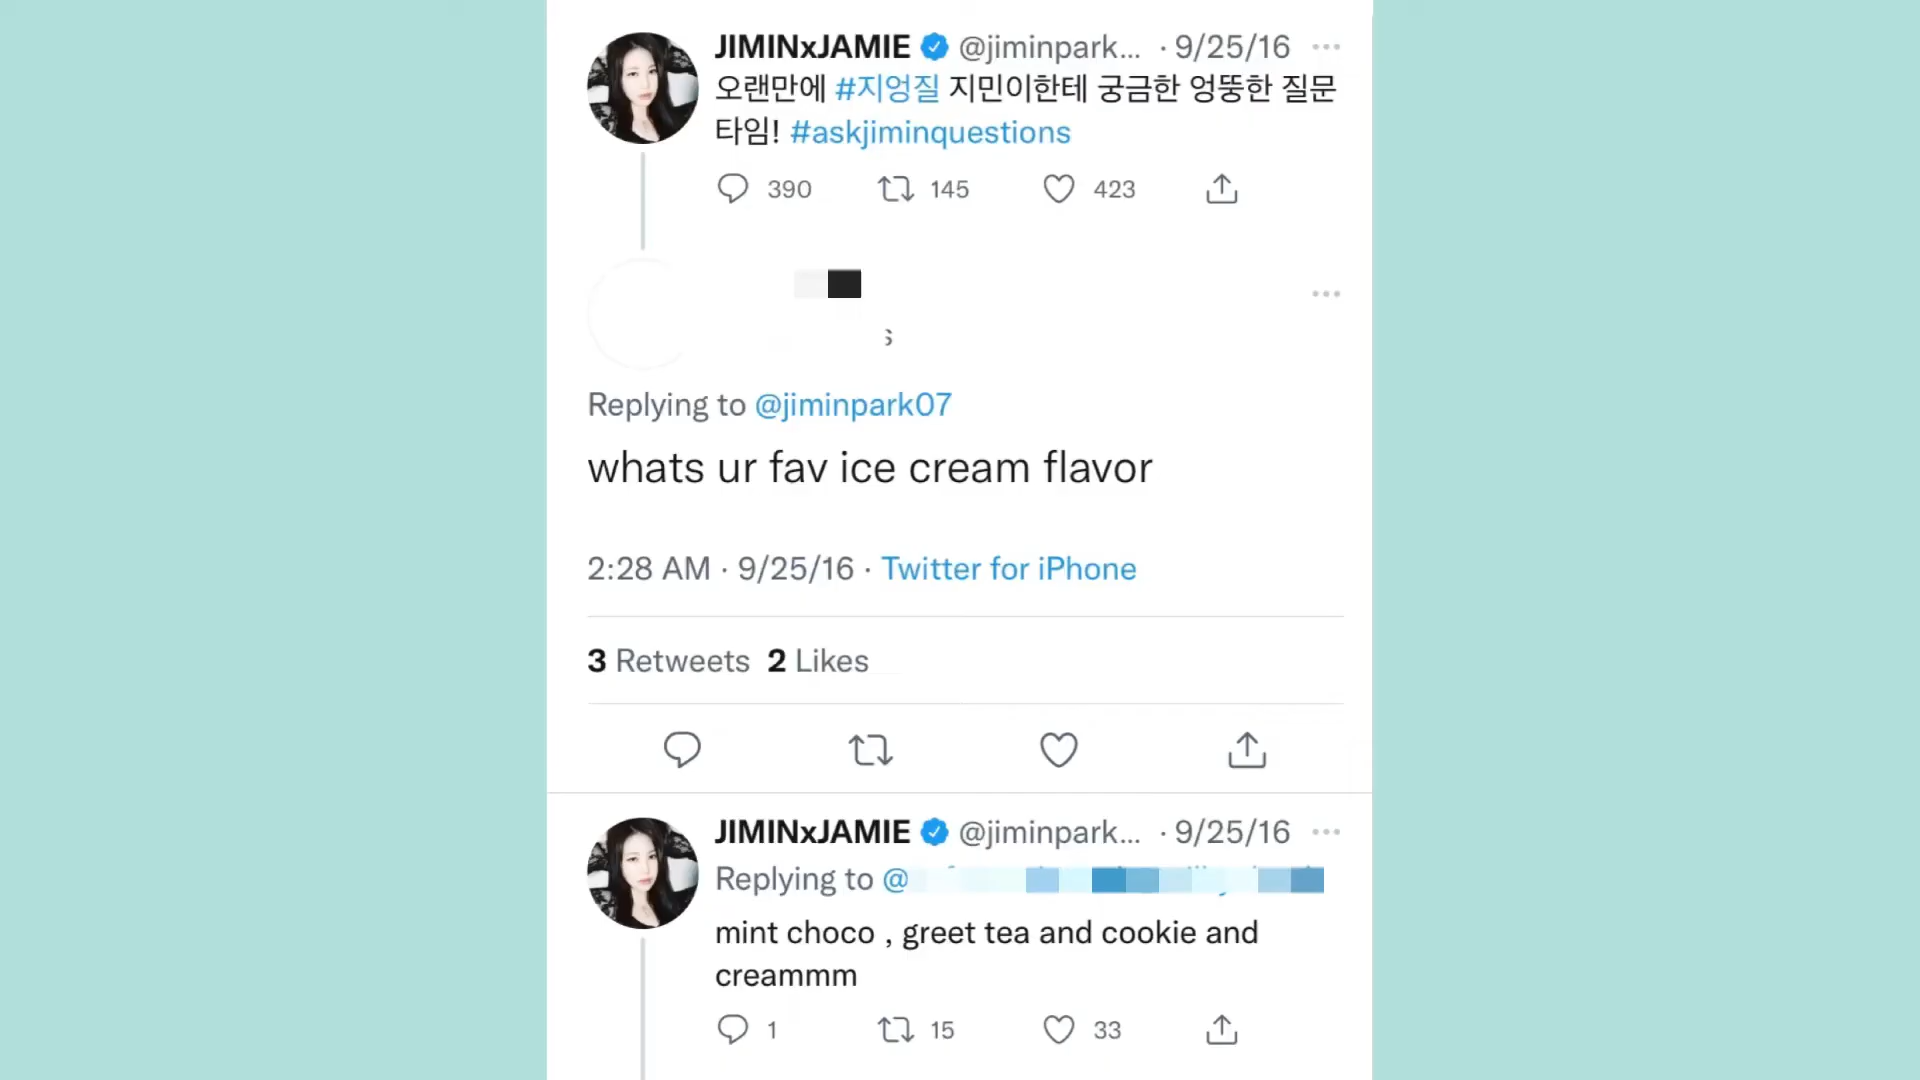 JIMINxJAMIE @jiminpark... · 9/25/16
오랜만에 #지엉질 지민이한테 궁금한 엉뚱한 질문
타임! #askjiminquestions
390 145 423
s
Replying to @jiminpark07
whats ur fav ice cream flavor
2:28 AM · 9/25/16 · Twitter for iPhone
3 Retweets 2 Likes
JIMINxJAMIE @jiminpark... · 9/25/16
Replying to @
mint choco , greet tea and cookie and
creammm
1 15 33